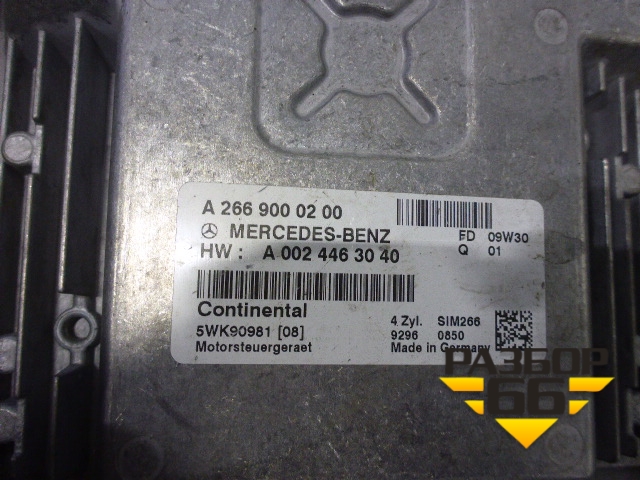 A 266 900 02 00
MERCEDES-BENZ
HW : A 002 446 30 40
FD 09W30
Q 01
Continental
5WK90981 [08]
Motorsteuergeraet
4 Zyl. SIM266
9296 0850
Made in Germany
РАЗБОР
66